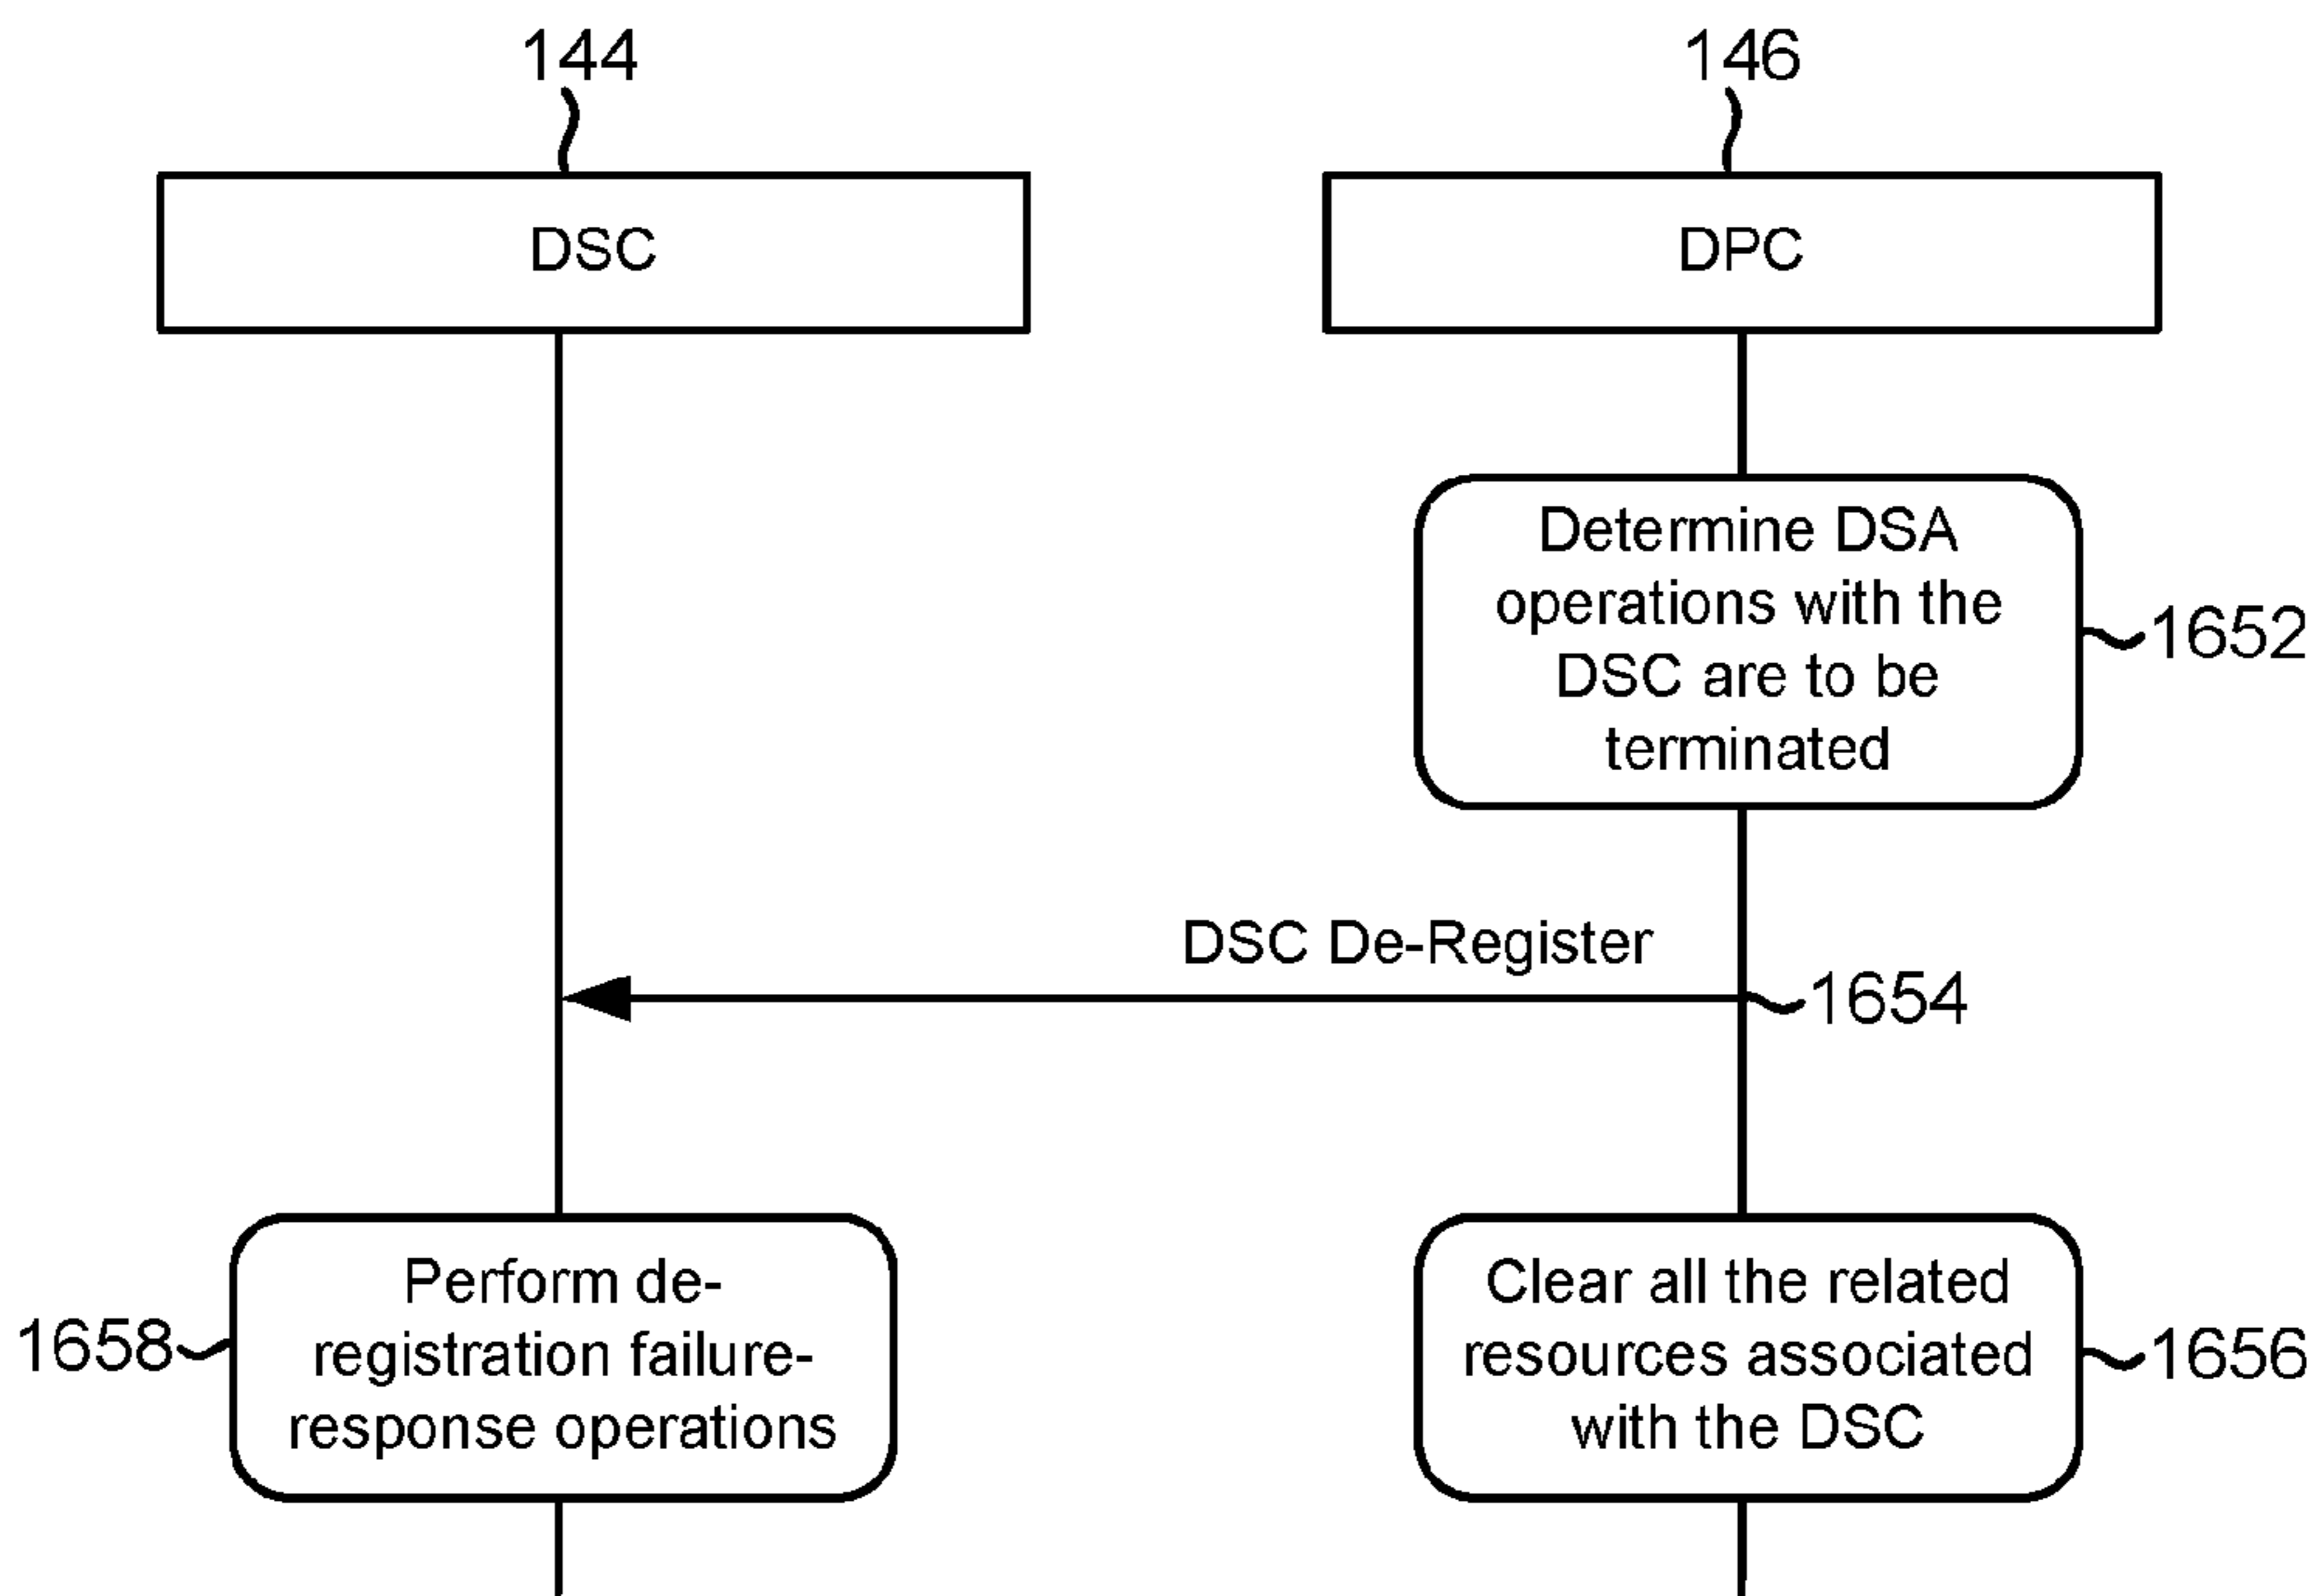 144
146
DSC
DPC
Determine DSA
operations with the
DSC are to be
terminated
1652
DSC De-Register
1654
Perform de-
registration failure-
response operations
1658
Clear all the related
resources associated
with the DSC
1656